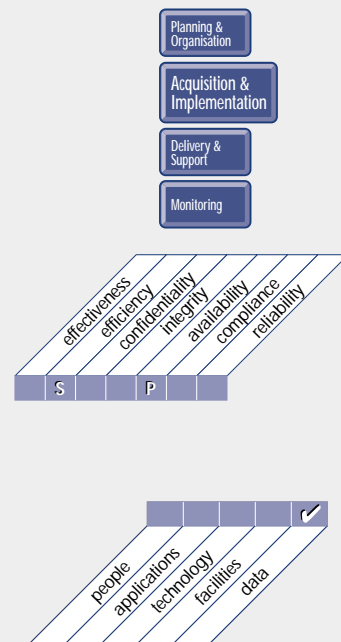 Planning &
Organisation
Acquisition &
Implementation
Delivery &
Support
Monitoring
effectiveness
efficiency
confidentiality
integrity
availability
compliance
reliability
S P
people
applications
technology
facilities
data